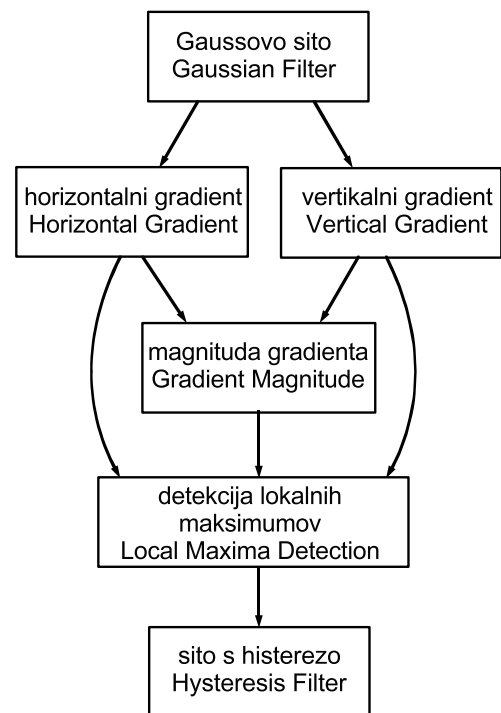 Gaussovo sito
Gaussian Filter
horizontalni gradient
Horizontal Gradient
vertikalni gradient
Vertical Gradient
magnituda gradienta
Gradient Magnitude
detekcija lokalnih
maksimumov
Local Maxima Detection
sito s histerezo
Hysteresis Filter